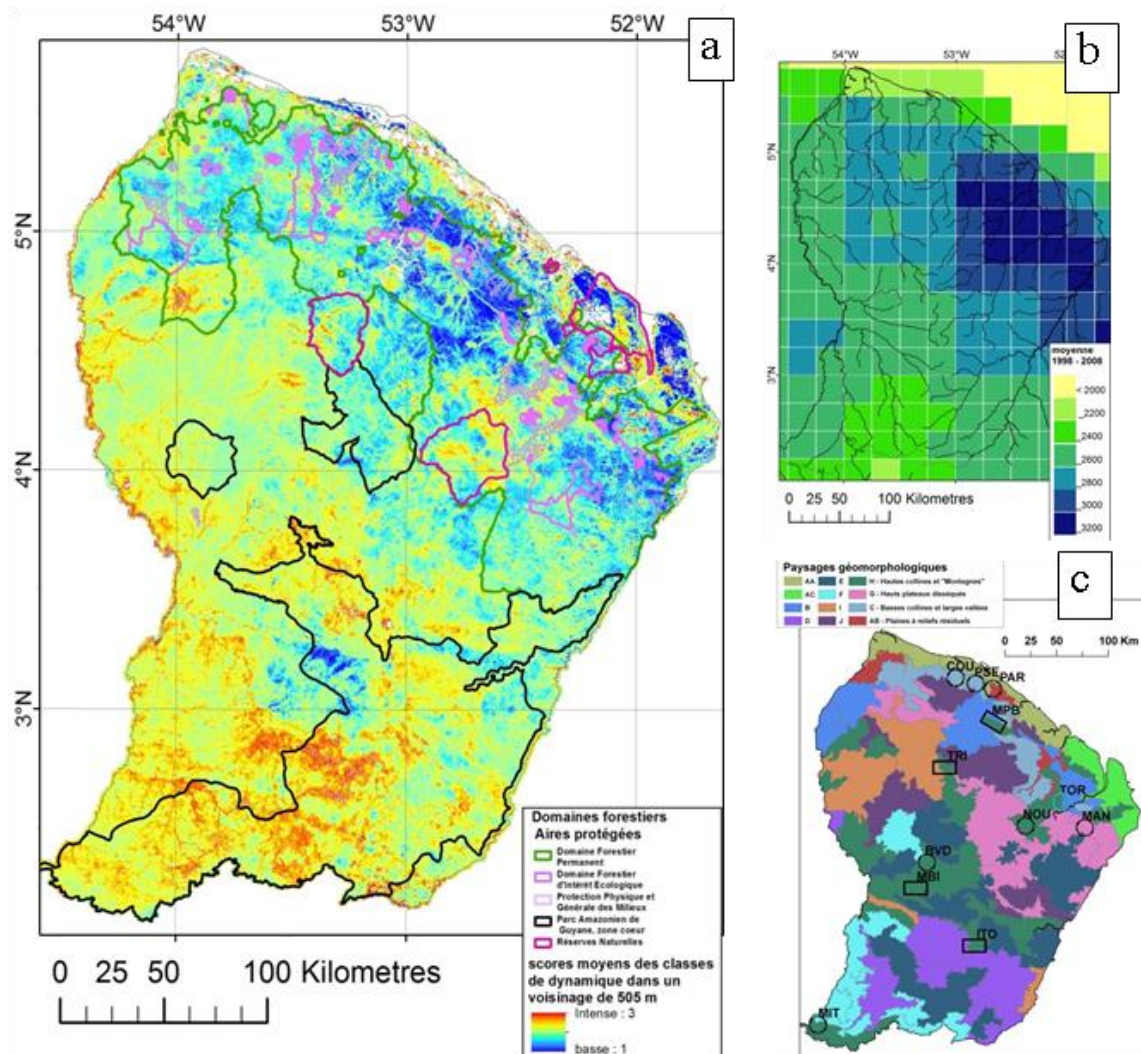 54°W 53°W 52°W
a
5°N
4°N
3°N
0 25 50 100 Kilometres
Domaines forestiers
Aires protégées
Domaine Forestier
Permanent
Domaine Forestier
d'Intérêt Ecologique
Protection Physique et
Générale des Milieux
Parc Amazonien de
Guyane, zone coeur
Réserves Naturelles
scores moyens des classes
de dynamique dans un
voisinage de 505 m
Intense : 3
basse : 1
b
54°W 53°W 52°W
5°N
4°N
3°N
0 25 50 100 Kilometres
moyenne
1998 - 2008
< 2000
2200
2400
2600
2800
3000
3200
c
Paysages géomorphologiques
AA E H - Hautes collines et "Montagnes"
AC F G - Hauts plateaux disséqués
B I C - Basses collines et larges vallées
D J AB - Plaines à reliefs résiduels
0 25 50 100 Km
COU PSE PAR
MPB
TRI
TOR
NOU MAN
BVD
MBI
ITO
MIT